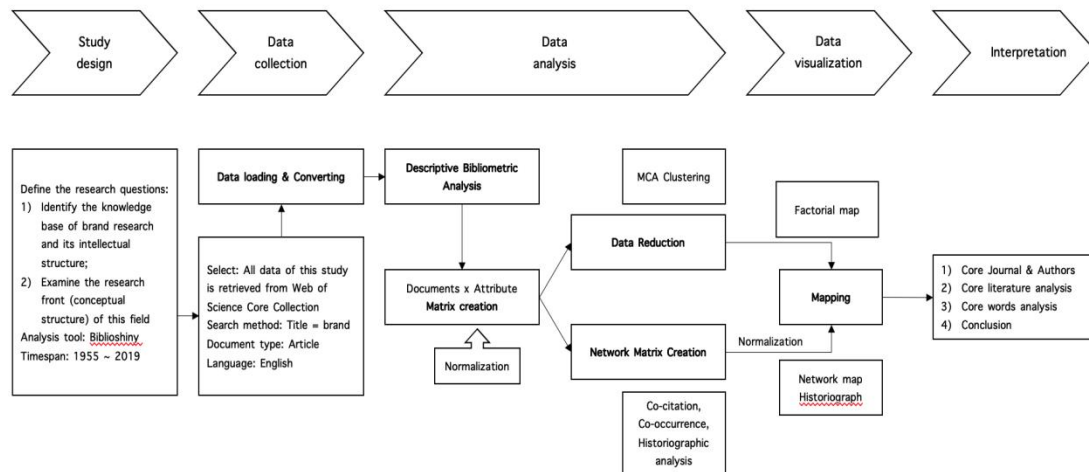 Study
design
Data
collection
Data
analysis
Data
visualization
Interpretation
Define the research questions:
1) Identify the knowledge
base of brand research
and its intellectual
structure;
2) Examine the research
front (conceptual
structure) of this field
Analysis tool: Biblioshiny
Timespan: 1955 ~ 2019
Data loading & Converting
Select: All data of this study
is retrieved from Web of
Science Core Collection
Search method: Title = brand
Document type: Article
Language: English
Descriptive Bibliometric
Analysis
Documents x Attribute
Matrix creation
Normalization
MCA Clustering
Data Reduction
Network Matrix Creation
Co-citation,
Co-occurrence,
Historiographic
analysis
Normalization
Factorial map
Mapping
Network map
Historiograph
1) Core Journal & Authors
2) Core literature analysis
3) Core words analysis
4) Conclusion